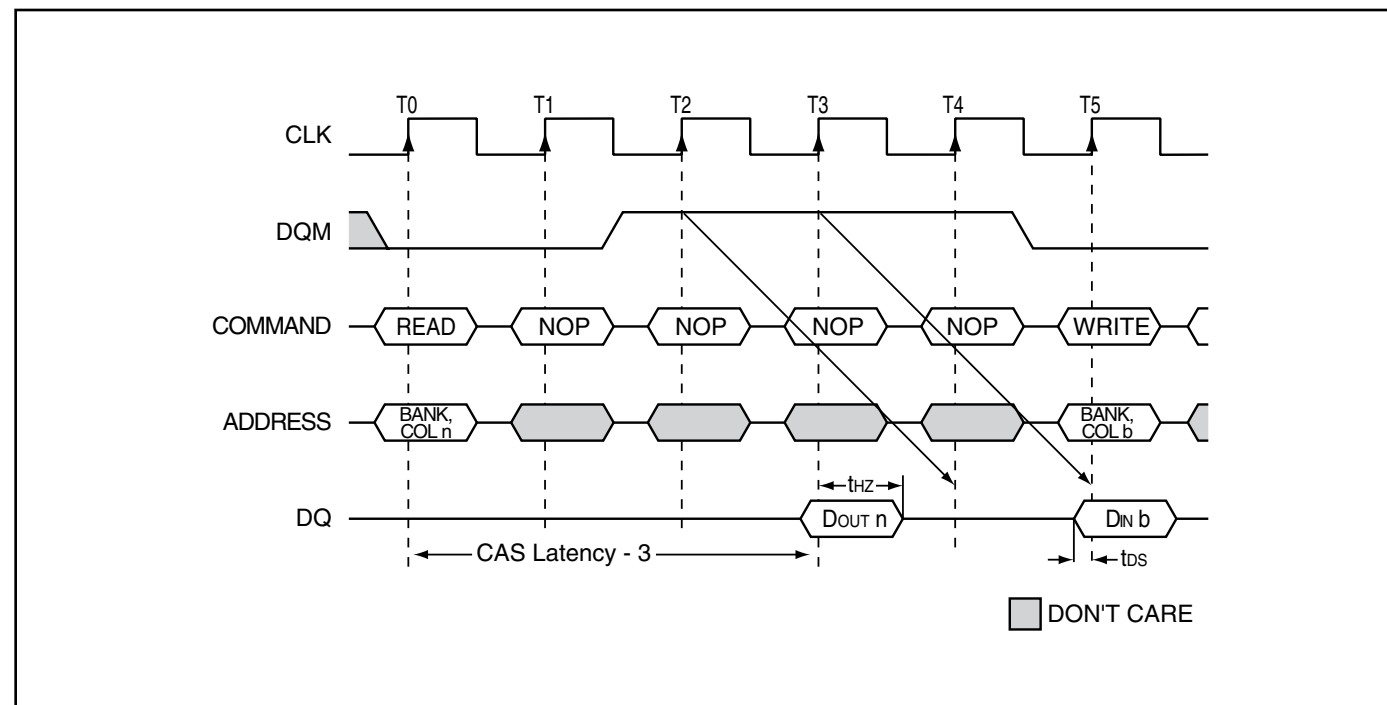 T0 T1 T2 T3 T4 T5
CLK
DQM
COMMAND READ NOP NOP NOP NOP WRITE
ADDRESS BANK, COL n BANK, COL b
tHZ
DQ DOUT n DIN b
CAS Latency - 3 tDS
DON'T CARE